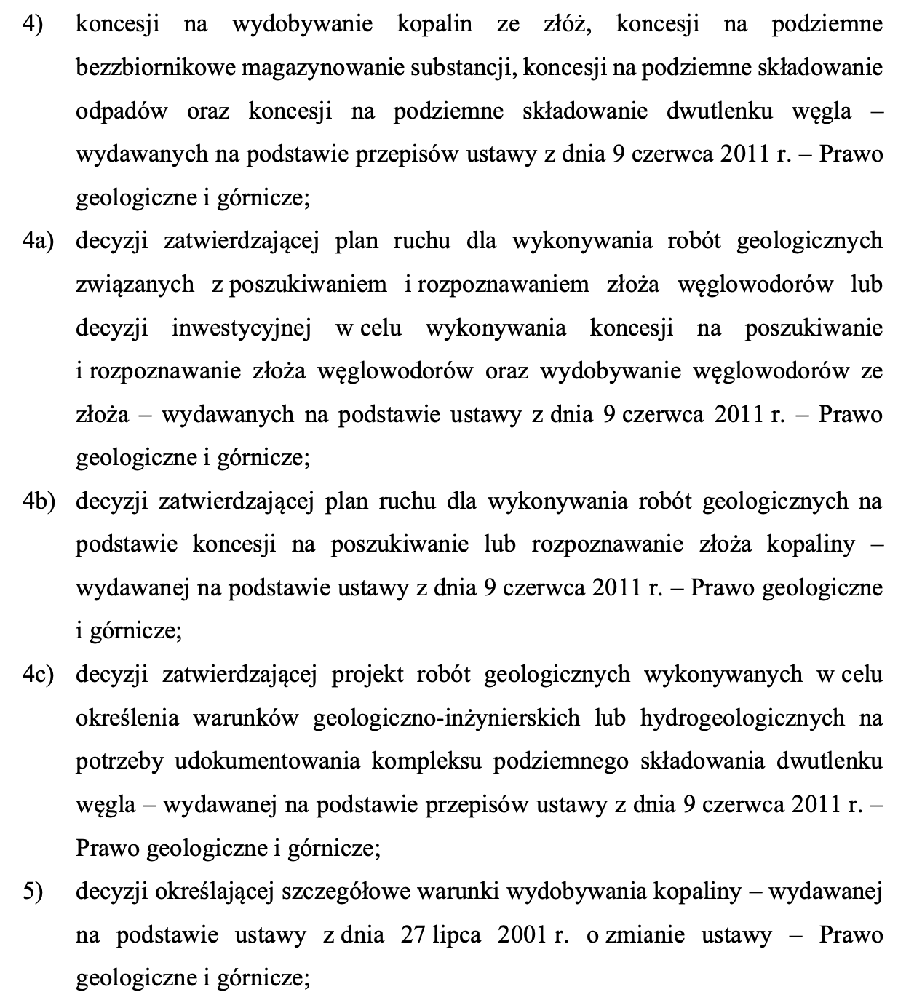 4) koncesji na wydobywanie kopalin ze złóż, koncesji na podziemne
bezzbiornikowe magazynowanie substancji, koncesji na podziemne składowanie
odpadów oraz koncesji na podziemne składowanie dwutlenku węgla –
wydawanych na podstawie przepisów ustawy z dnia 9 czerwca 2011 r. – Prawo
geologiczne i górnicze;
4a) decyzji zatwierdzającej plan ruchu dla wykonywania robót geologicznych
związanych z poszukiwaniem i rozpoznawaniem złoża węglowodorów lub
decyzji inwestycyjnej w celu wykonywania koncesji na poszukiwanie
i rozpoznawanie złoża węglowodorów oraz wydobywanie węglowodorów ze
złoża – wydawanych na podstawie ustawy z dnia 9 czerwca 2011 r. – Prawo
geologiczne i górnicze;
4b) decyzji zatwierdzającej plan ruchu dla wykonywania robót geologicznych na
podstawie koncesji na poszukiwanie lub rozpoznawanie złoża kopaliny –
wydawanej na podstawie ustawy z dnia 9 czerwca 2011 r. – Prawo geologiczne
i górnicze;
4c) decyzji zatwierdzającej projekt robót geologicznych wykonywanych w celu
określenia warunków geologiczno-inżynierskich lub hydrogeologicznych na
potrzeby udokumentowania kompleksu podziemnego składowania dwutlenku
węgla – wydawanej na podstawie przepisów ustawy z dnia 9 czerwca 2011 r. –
Prawo geologiczne i górnicze;
5) decyzji określającej szczegółowe warunki wydobywania kopaliny – wydawanej
na podstawie ustawy z dnia 27 lipca 2001 r. o zmianie ustawy – Prawo
geologiczne i górnicze;